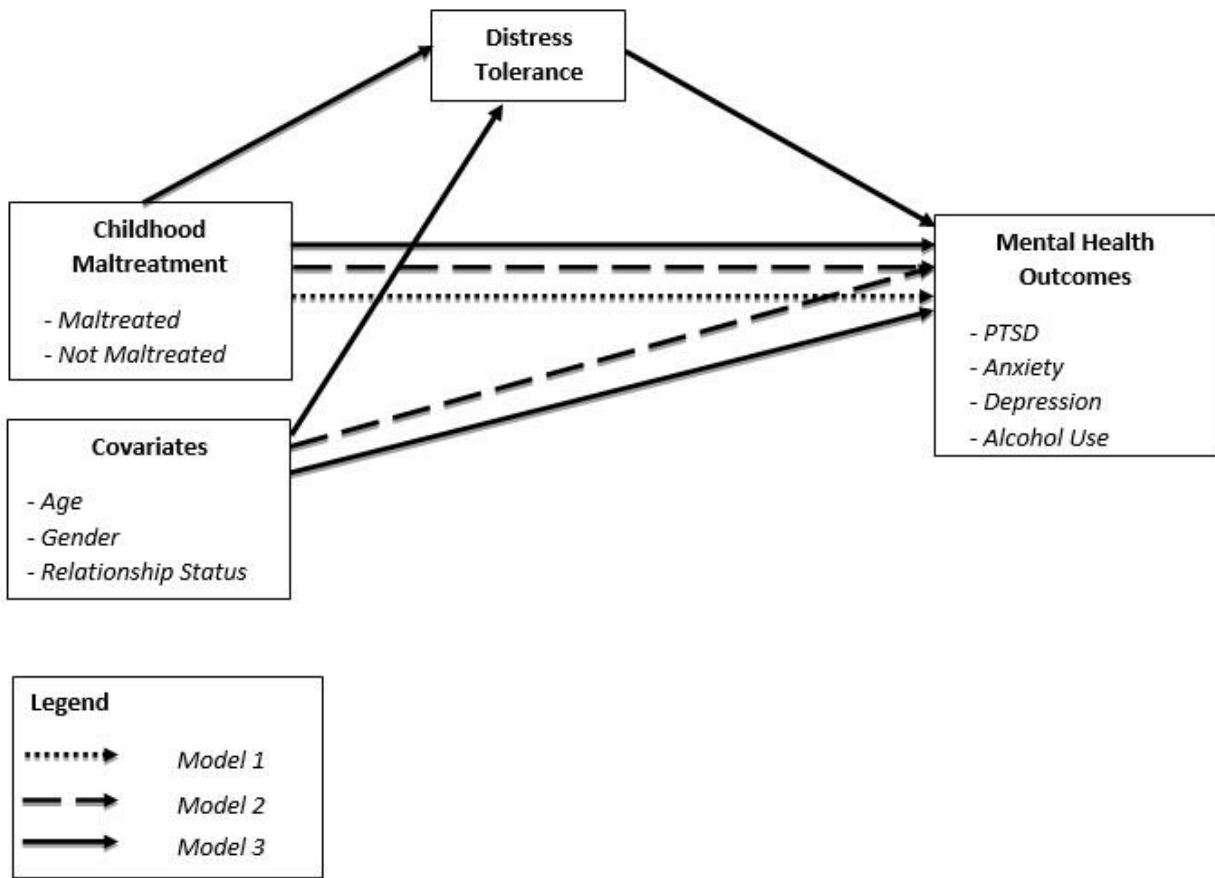 Distress
Tolerance
Childhood
Maltreatment
- Maltreated
- Not Maltreated
Mental Health
Outcomes
- PTSD
- Anxiety
- Depression
- Alcohol Use
Covariates
- Age
- Gender
- Relationship Status
Legend
Model 1
Model 2
Model 3